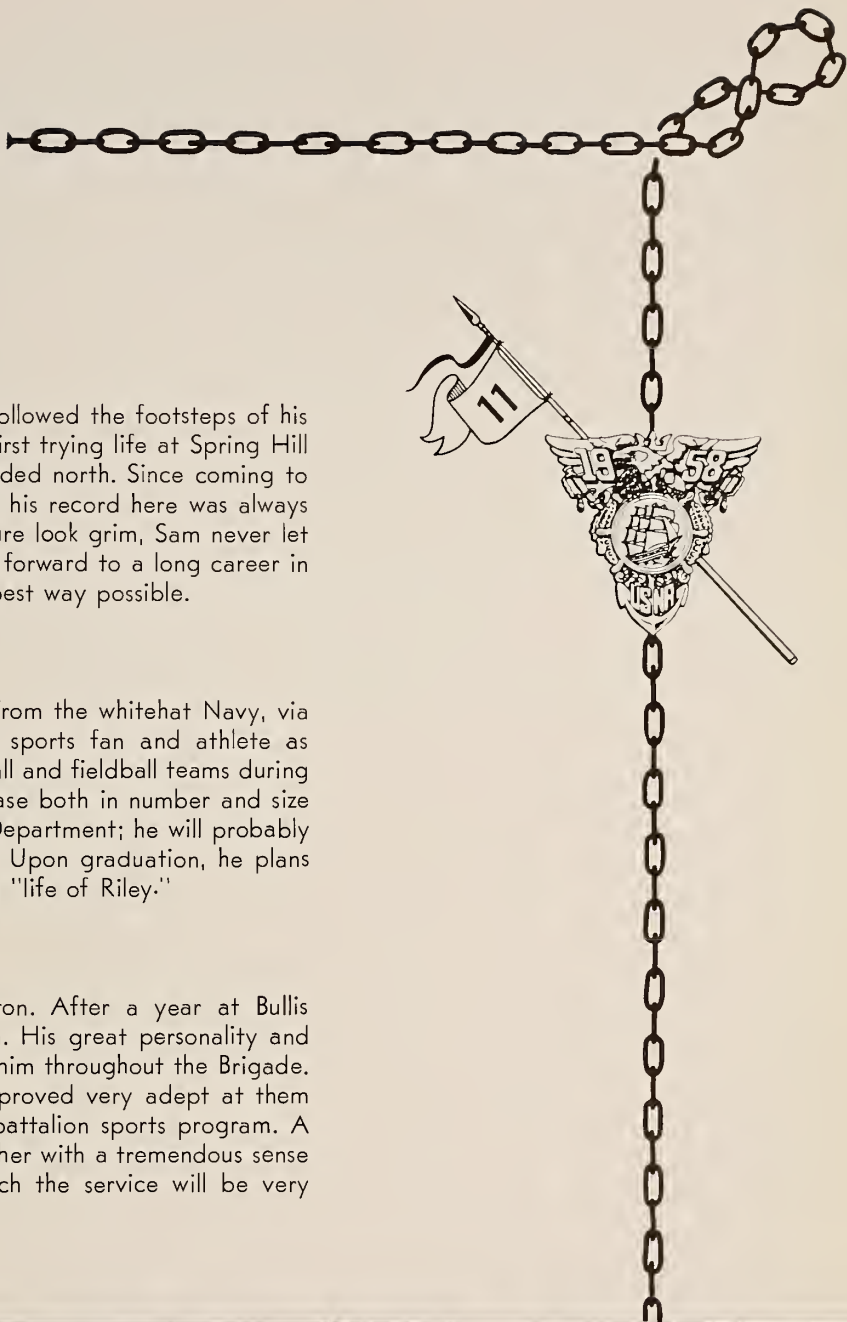 ollowed the footsteps of his
irst trying life at Spring Hill
ded north. Since coming to
his record here was always
ure look grim, Sam never let
forward to a long career in
best way possible.
11
19 58
USNA
from the whitehat Navy, via
sports fan and athlete as
all and fieldball teams during
ase both in number and size
Department; he will probably
Upon graduation, he plans
"life of Riley."
ton. After a year at Bullis
. His great personality and
him throughout the Brigade.
proved very adept at them
battalion sports program. A
her with a tremendous sense
ch the service will be very